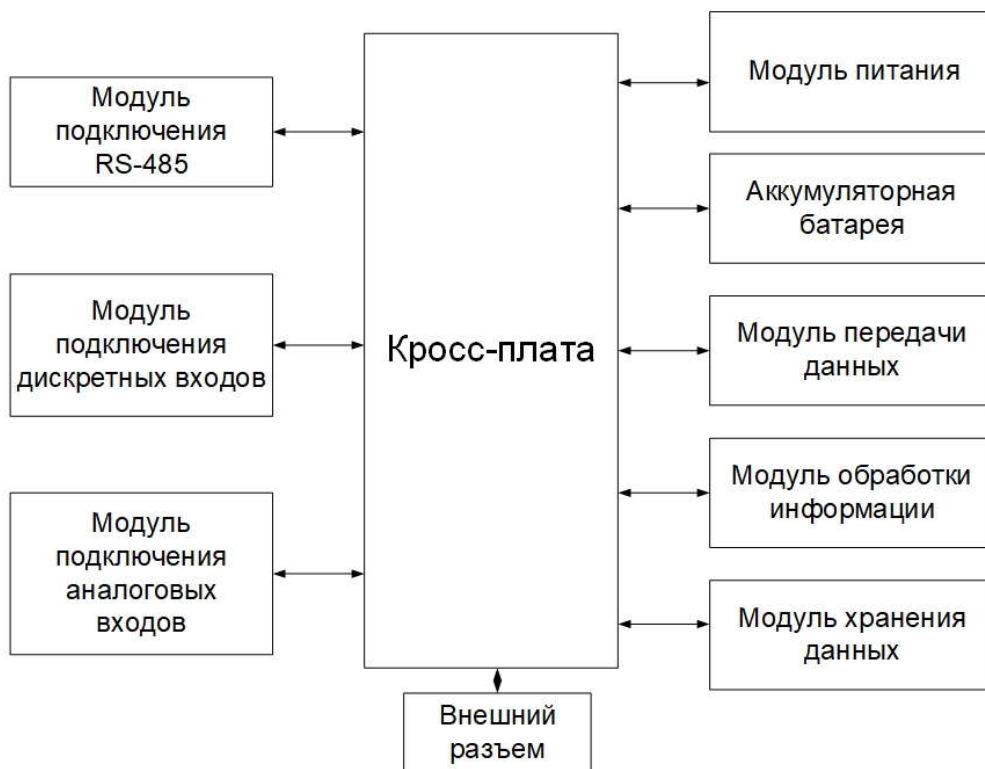 Модуль
подключения
RS-485
Модуль
подключения
дискретных входов
Модуль
подключения
аналоговых
входов
Кросс-плата
Внешний
разъем
Модуль питания
Аккумуляторная
батарея
Модуль передачи
данных
Модуль обработки
информации
Модуль хранения
данных